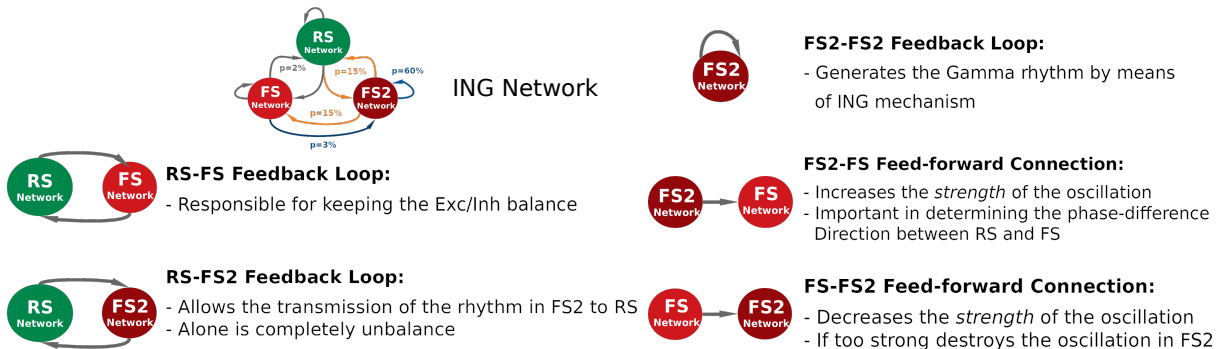 RS
Network
p=2%
p=15%
p=60%
FS
Network
FS2
Network
p=15%
p=3%
ING Network
RS
Network
FS
Network
RS-FS Feedback Loop:
- Responsible for keeping the Exc/Inh balance
RS
Network
FS2
Network
RS-FS2 Feedback Loop:
- Allows the transmission of the rhythm in FS2 to RS
- Alone is completely unbalance
FS2
Network
FS2-FS2 Feedback Loop:
- Generates the Gamma rhythm by means
of ING mechanism
FS2
Network
FS
Network
FS2-FS Feed-forward Connection:
- Increases the strength of the oscillation
- Important in determining the phase-difference
Direction between RS and FS
FS
Network
FS2
Network
FS-FS2 Feed-forward Connection:
- Decreases the strength of the oscillation
- If too strong destroys the oscillation in FS2